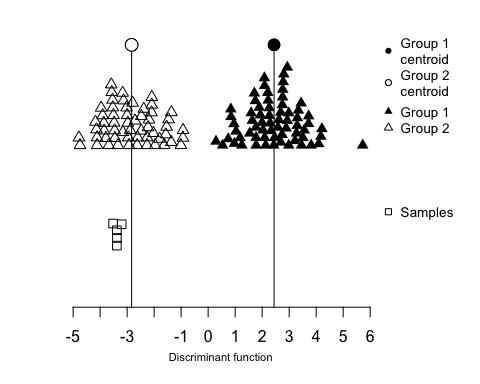 Group 1
centroid
Group 2
centroid
Group 1
Group 2
Samples
-5 -3 -1 0 1 2 3 4 5 6
Discriminant function